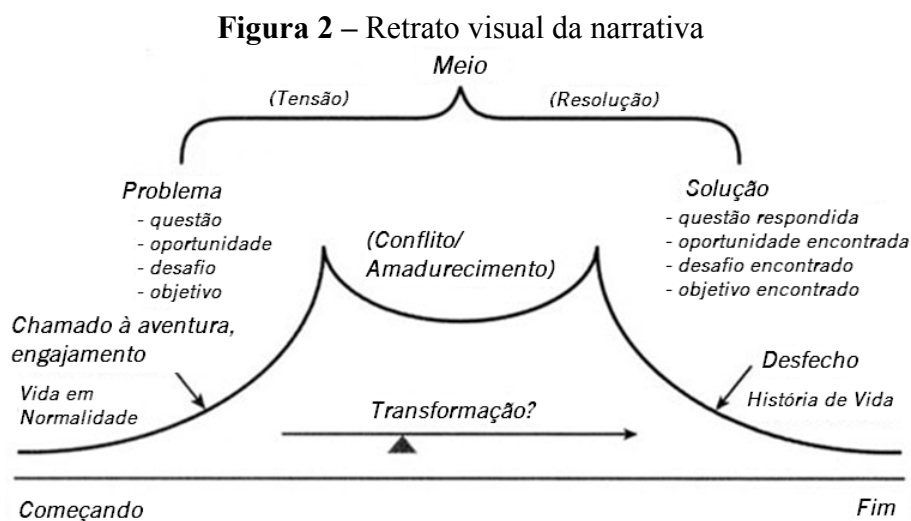 Figura 2 – Retrato visual da narrativa
Meio
(Tensão)
(Resolução)
Problema
- questão
- oportunidade
- desafio
- objetivo
Solução
- questão respondida
- oportunidade encontrada
- desafio encontrado
- objetivo encontrado
(Conflito/
Amadurecimento)
Chamado à aventura,
engajamento
Vida em
Normalidade
Desfecho
História de Vida
Transformação?
Começando
Fim